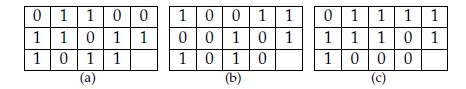 0 1 1 0 0 1 0 0 1 1 0 1 1 1 1
1 1 0 1 1 0 0 1 0 1 1 1 1 0 1
1 0 1 1 1 0 1 0 1 0 0 0
(a) (b) (c)